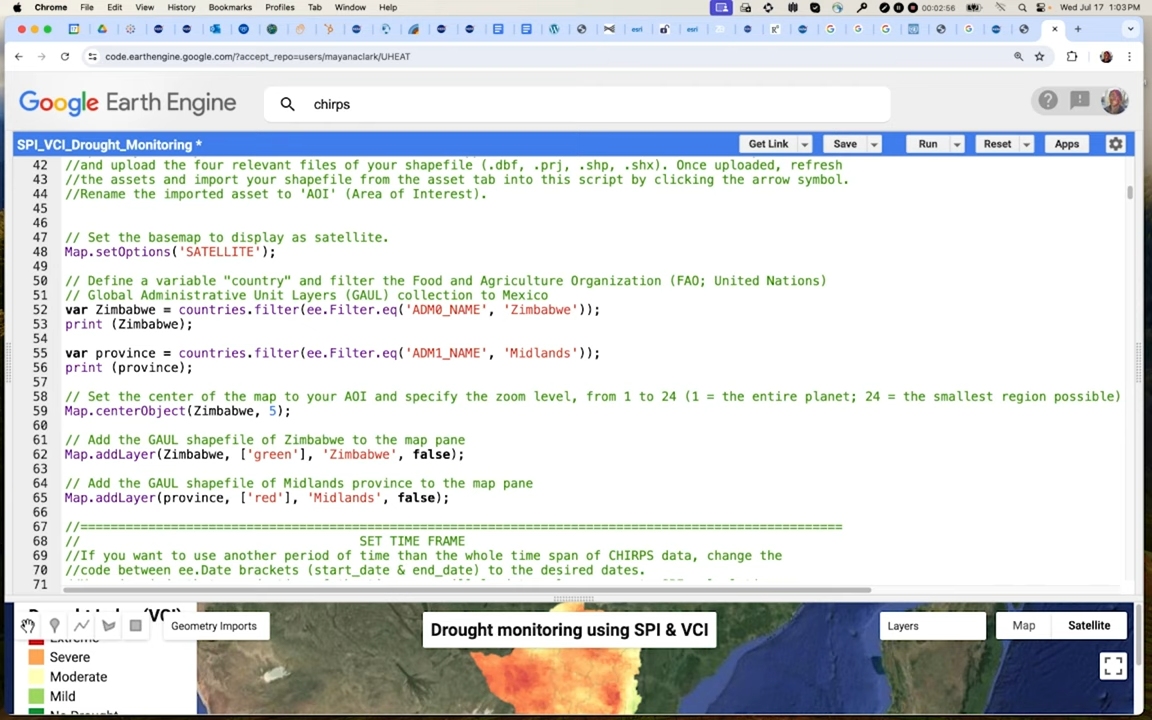 Chrome File Edit View History Bookmarks Profiles Tab Window Help 00:02:56 Wed Jul 17 1:03 PM
code.earthengine.google.com/?accept_repo=users/mayanaclark/UHEAT
Google Earth Engine chirps
SPI_VCI_Drought_Monitoring * Get Link Save Run Reset Apps
42 //and upload the four relevant files of your shapefile (.dbf, .prj, .shp, .shx). Once uploaded, refresh
43 //the assets and import your shapefile from the asset tab into this script by clicking the arrow symbol.
44 //Rename the imported asset to 'AOI' (Area of Interest).
45
46
47 // Set the basemap to display as satellite.
48 Map.setOptions('SATELLITE');
49
50 // Define a variable "country" and filter the Food and Agriculture Organization (FAO; United Nations)
51 // Global Administrative Unit Layers (GAUL) collection to Mexico
52 var Zimbabwe = countries.filter(ee.Filter.eq('ADM0_NAME', 'Zimbabwe'));
53 print (Zimbabwe);
54
55 var province = countries.filter(ee.Filter.eq('ADM1_NAME', 'Midlands'));
56 print (province);
57
58 // Set the center of the map to your AOI and specify the zoom level, from 1 to 24 (1 = the entire planet; 24 = the smallest region possible)
59 Map.centerObject(Zimbabwe, 5);
60
61 // Add the GAUL shapefile of Zimbabwe to the map pane
62 Map.addLayer(Zimbabwe, ['green'], 'Zimbabwe', false);
63
64 // Add the GAUL shapefile of Midlands province to the map pane
65 Map.addLayer(province, ['red'], 'Midlands', false);
66
67 //=====================================================================================================
68 // SET TIME FRAME
69 //If you want to use another period of time than the whole time span of CHIRPS data, change the
70 //code between ee.Date brackets (start_date & end_date) to the desired dates.
71
(VCI)
Geometry Imports
Drought monitoring using SPI & VCI
Layers
Map Satellite
Extreme
Severe
Moderate
Mild
No Drought